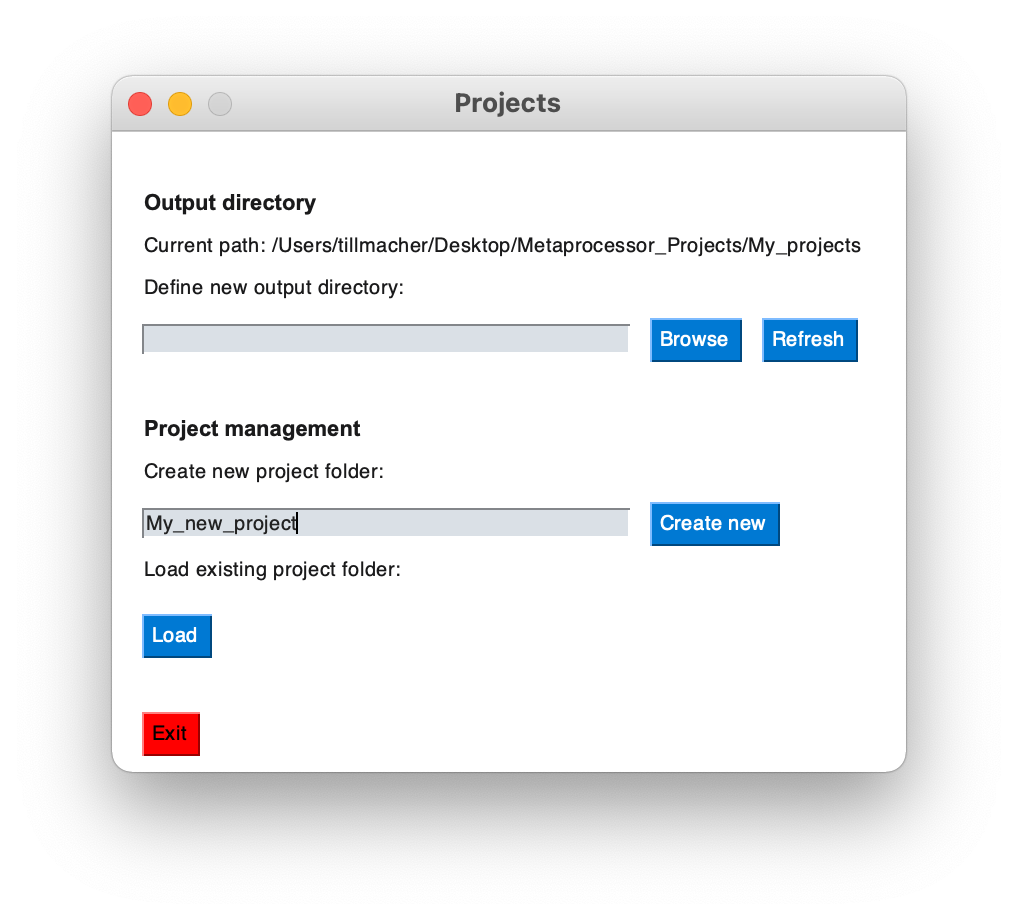 Projects
Output directory
Current path: /Users/tillmacher/Desktop/Metaprocessor_Projects/My_projects
Define new output directory:
Browse Refresh
Project management
Create new project folder:
My_new_project Create new
Load existing project folder:
Load
Exit